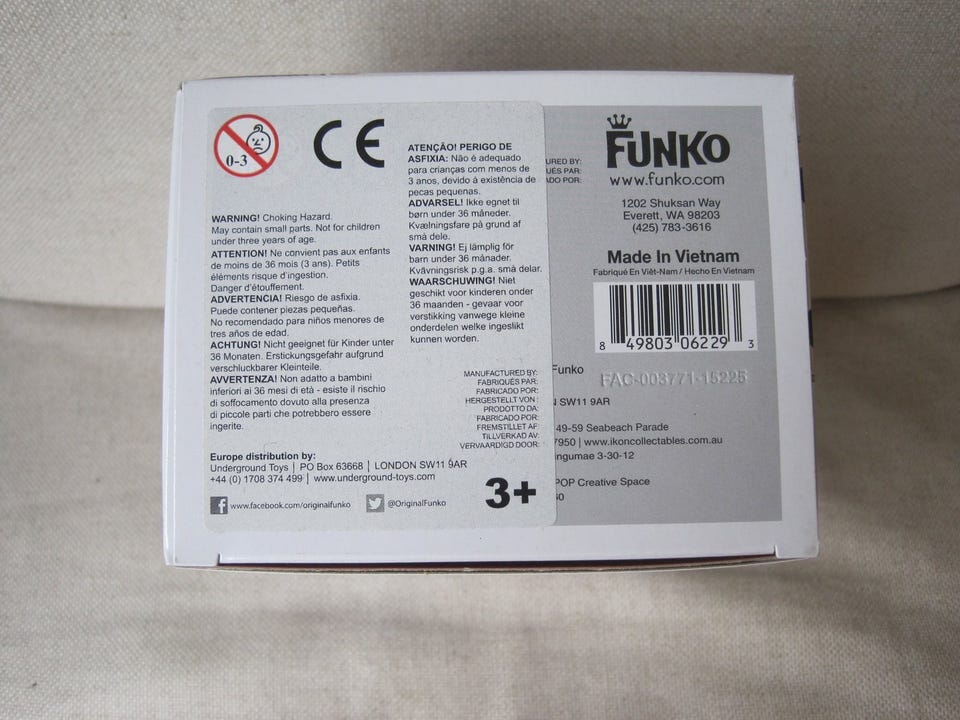 0-3
CE
WARNING! Choking Hazard.
May contain small parts. Not for children
under three years of age.
ATTENTION! Ne convient pas aux enfants
de moins de 36 mois (3 ans). Petits
éléments risque d'ingestion.
Danger d'étouffement.
ADVERTENCIA! Riesgo de asfixia.
Puede contener piezas pequeñas.
No recomendado para niños menores de
tres años de edad.
ACHTUNG! Nicht geeignet für Kinder unter
36 Monaten. Erstickungsgefahr aufgrund
verschluckbarer Kleinteile.
AVVERTENZA! Non adatto a bambini
inferiori ai 36 mesi di età - esiste il rischio
di soffocamento dovuto alla presenza
di piccole parti che potrebbero essere
ingerite.
ATENÇÃO! PERIGO DE
ASFIXIA: Não é adequado
para crianças com menos de
3 anos, devido à existência de
peças pequenas.
ADVARSEL! Ikke egnet til
børn under 36 måneder.
Kvælningsfare på grund af
små dele.
VARNING! Ej lämplig för
barn under 36 månader.
Kvävningsrisk p.g.a. små delar.
WAARSCHUWING! Niet
geschikt voor kinderen onder
36 maanden - gevaar voor
verstikking vanwege kleine
onderdelen welke ingeslikt
kunnen worden.
MANUFACTURED BY:
FABRIQUÉS PAR:
FABRICADO POR:
HERGESTELLT VON :
PRODOTTO DA:
FABRICADO POR:
FREMSTILLET AF:
TILLVERKAD AV:
VERVAARDIGD DOOR:
Europe distribution by:
Underground Toys | PO Box 63668 | LONDON SW11 9AR
+44 (0) 1708 374 499 | www.underground-toys.com
www.facebook.com/originalfunko
@OriginalFunko
3+
URED BY:
UÉS PAR:
ADO POR:
FUNKO
www.funko.com
1202 Shuksan Way
Everett, WA 98203
(425) 783-3616
Made In Vietnam
Fabriqué En Viêt-Nam / Hecho En Vietnam
8 49803 06229 3
Funko
FAC-003771-15225
N SW11 9AR
49-59 Seabeach Parade
7950 | www.ikoncollectables.com.au
ingumae 3-30-12
POP Creative Space
60